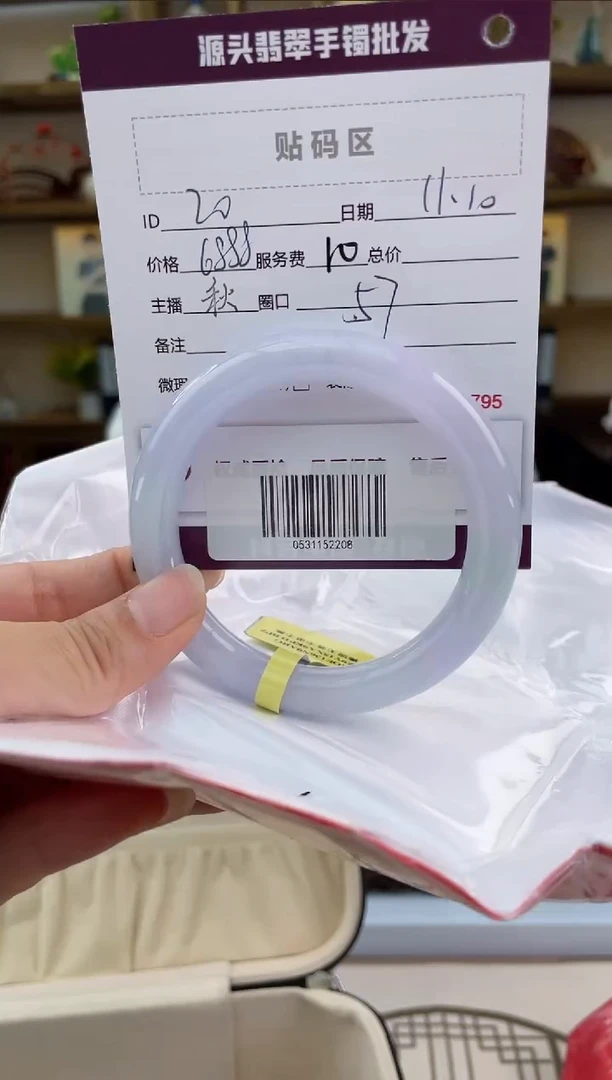 源头翡翠手镯批发
贴码区
ID 20 日期 11.10
价格 6888 服务费 10 总价
主播 秋 圈口 57
备注
微
795
0531152208